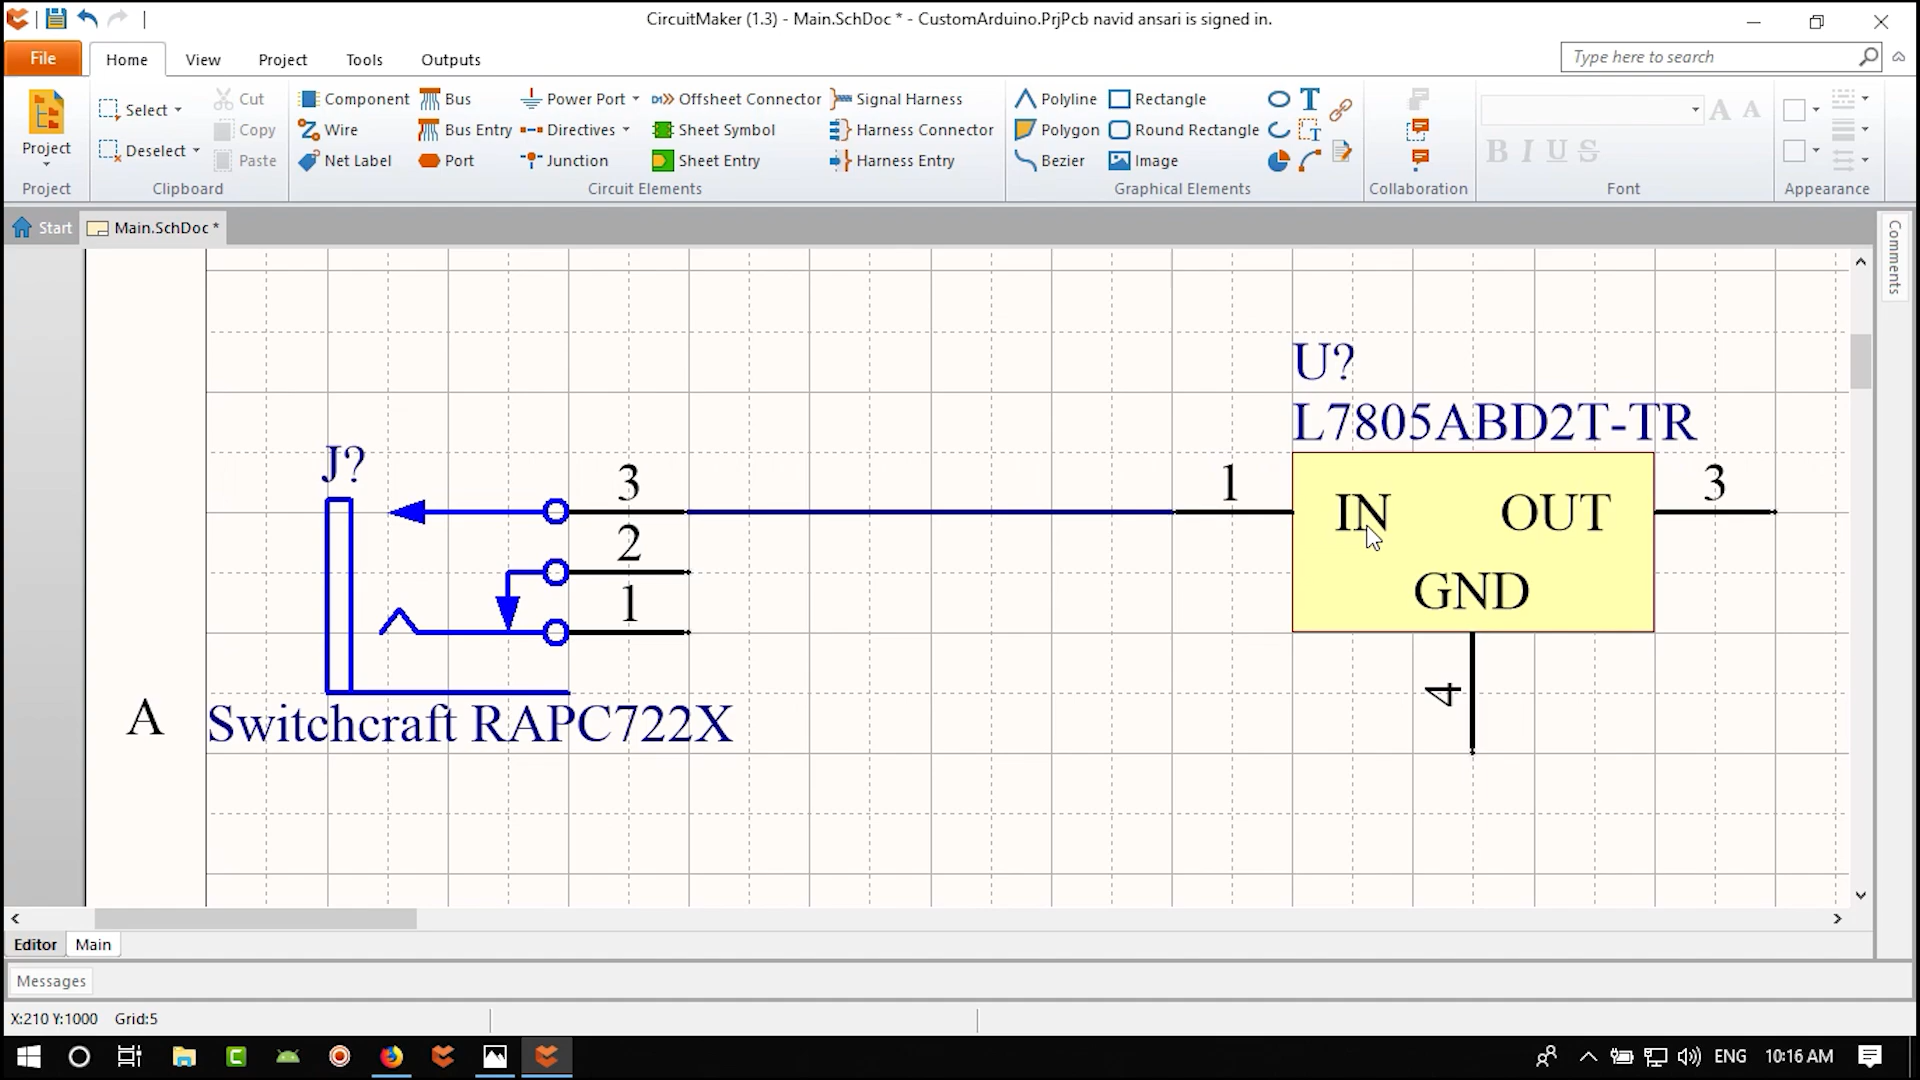 CircuitMaker (1.3) - Main.SchDoc * - CustomArduino.PrjPcb navid ansari is signed in.
File Home View Project Tools Outputs Type here to search
Project Select Cut Component Bus Power Port Offsheet Connector Signal Harness Polyline Rectangle T
Copy Wire Bus Entry Directives Sheet Symbol Harness Connector Polygon Round Rectangle
Deselect Paste Net Label Port Junction Sheet Entry Harness Entry Bezier Image B I U S
Project Clipboard Circuit Elements Graphical Elements Collaboration Font Appearance
Start Main.SchDoc *
Comments
U?
L7805ABD2T-TR
J?
3 1 IN OUT 3
2
1 GND
4
A
Switchcraft RAPC722X
Editor Main
Messages
X:210 Y:1000 Grid:5
ENG 10:16 AM